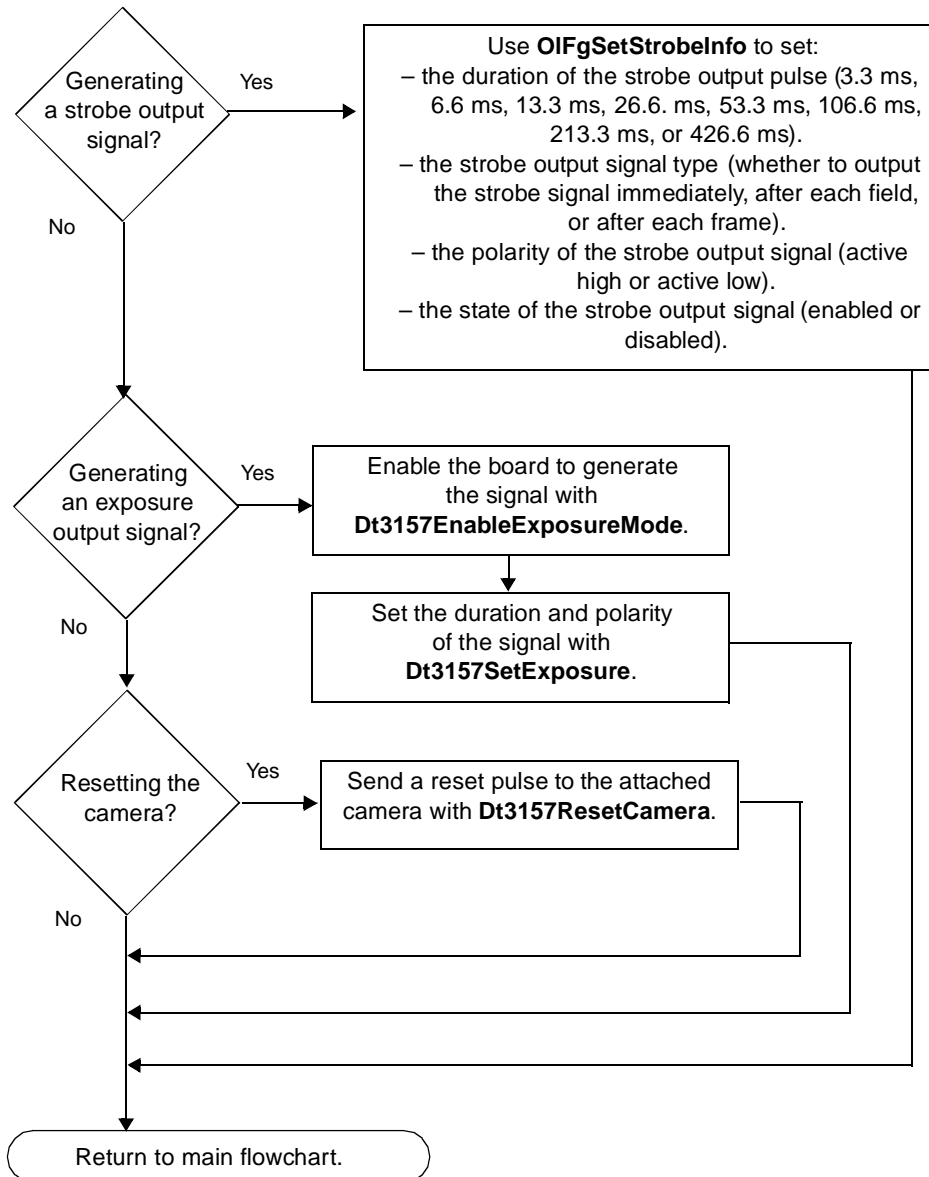 Generating
a strobe output
signal?
Yes
No
Use OlFgSetStrobeInfo to set:
– the duration of the strobe output pulse (3.3 ms,
6.6 ms, 13.3 ms, 26.6. ms, 53.3 ms, 106.6 ms,
213.3 ms, or 426.6 ms).
– the strobe output signal type (whether to output
the strobe signal immediately, after each field,
or after each frame).
– the polarity of the strobe output signal (active
high or active low).
– the state of the strobe output signal (enabled or
disabled).
Generating
an exposure
output signal?
Yes
No
Enable the board to generate
the signal with
Dt3157EnableExposureMode.
Set the duration and polarity
of the signal with
Dt3157SetExposure.
Resetting the
camera?
Yes
No
Send a reset pulse to the attached
camera with Dt3157ResetCamera.
Return to main flowchart.